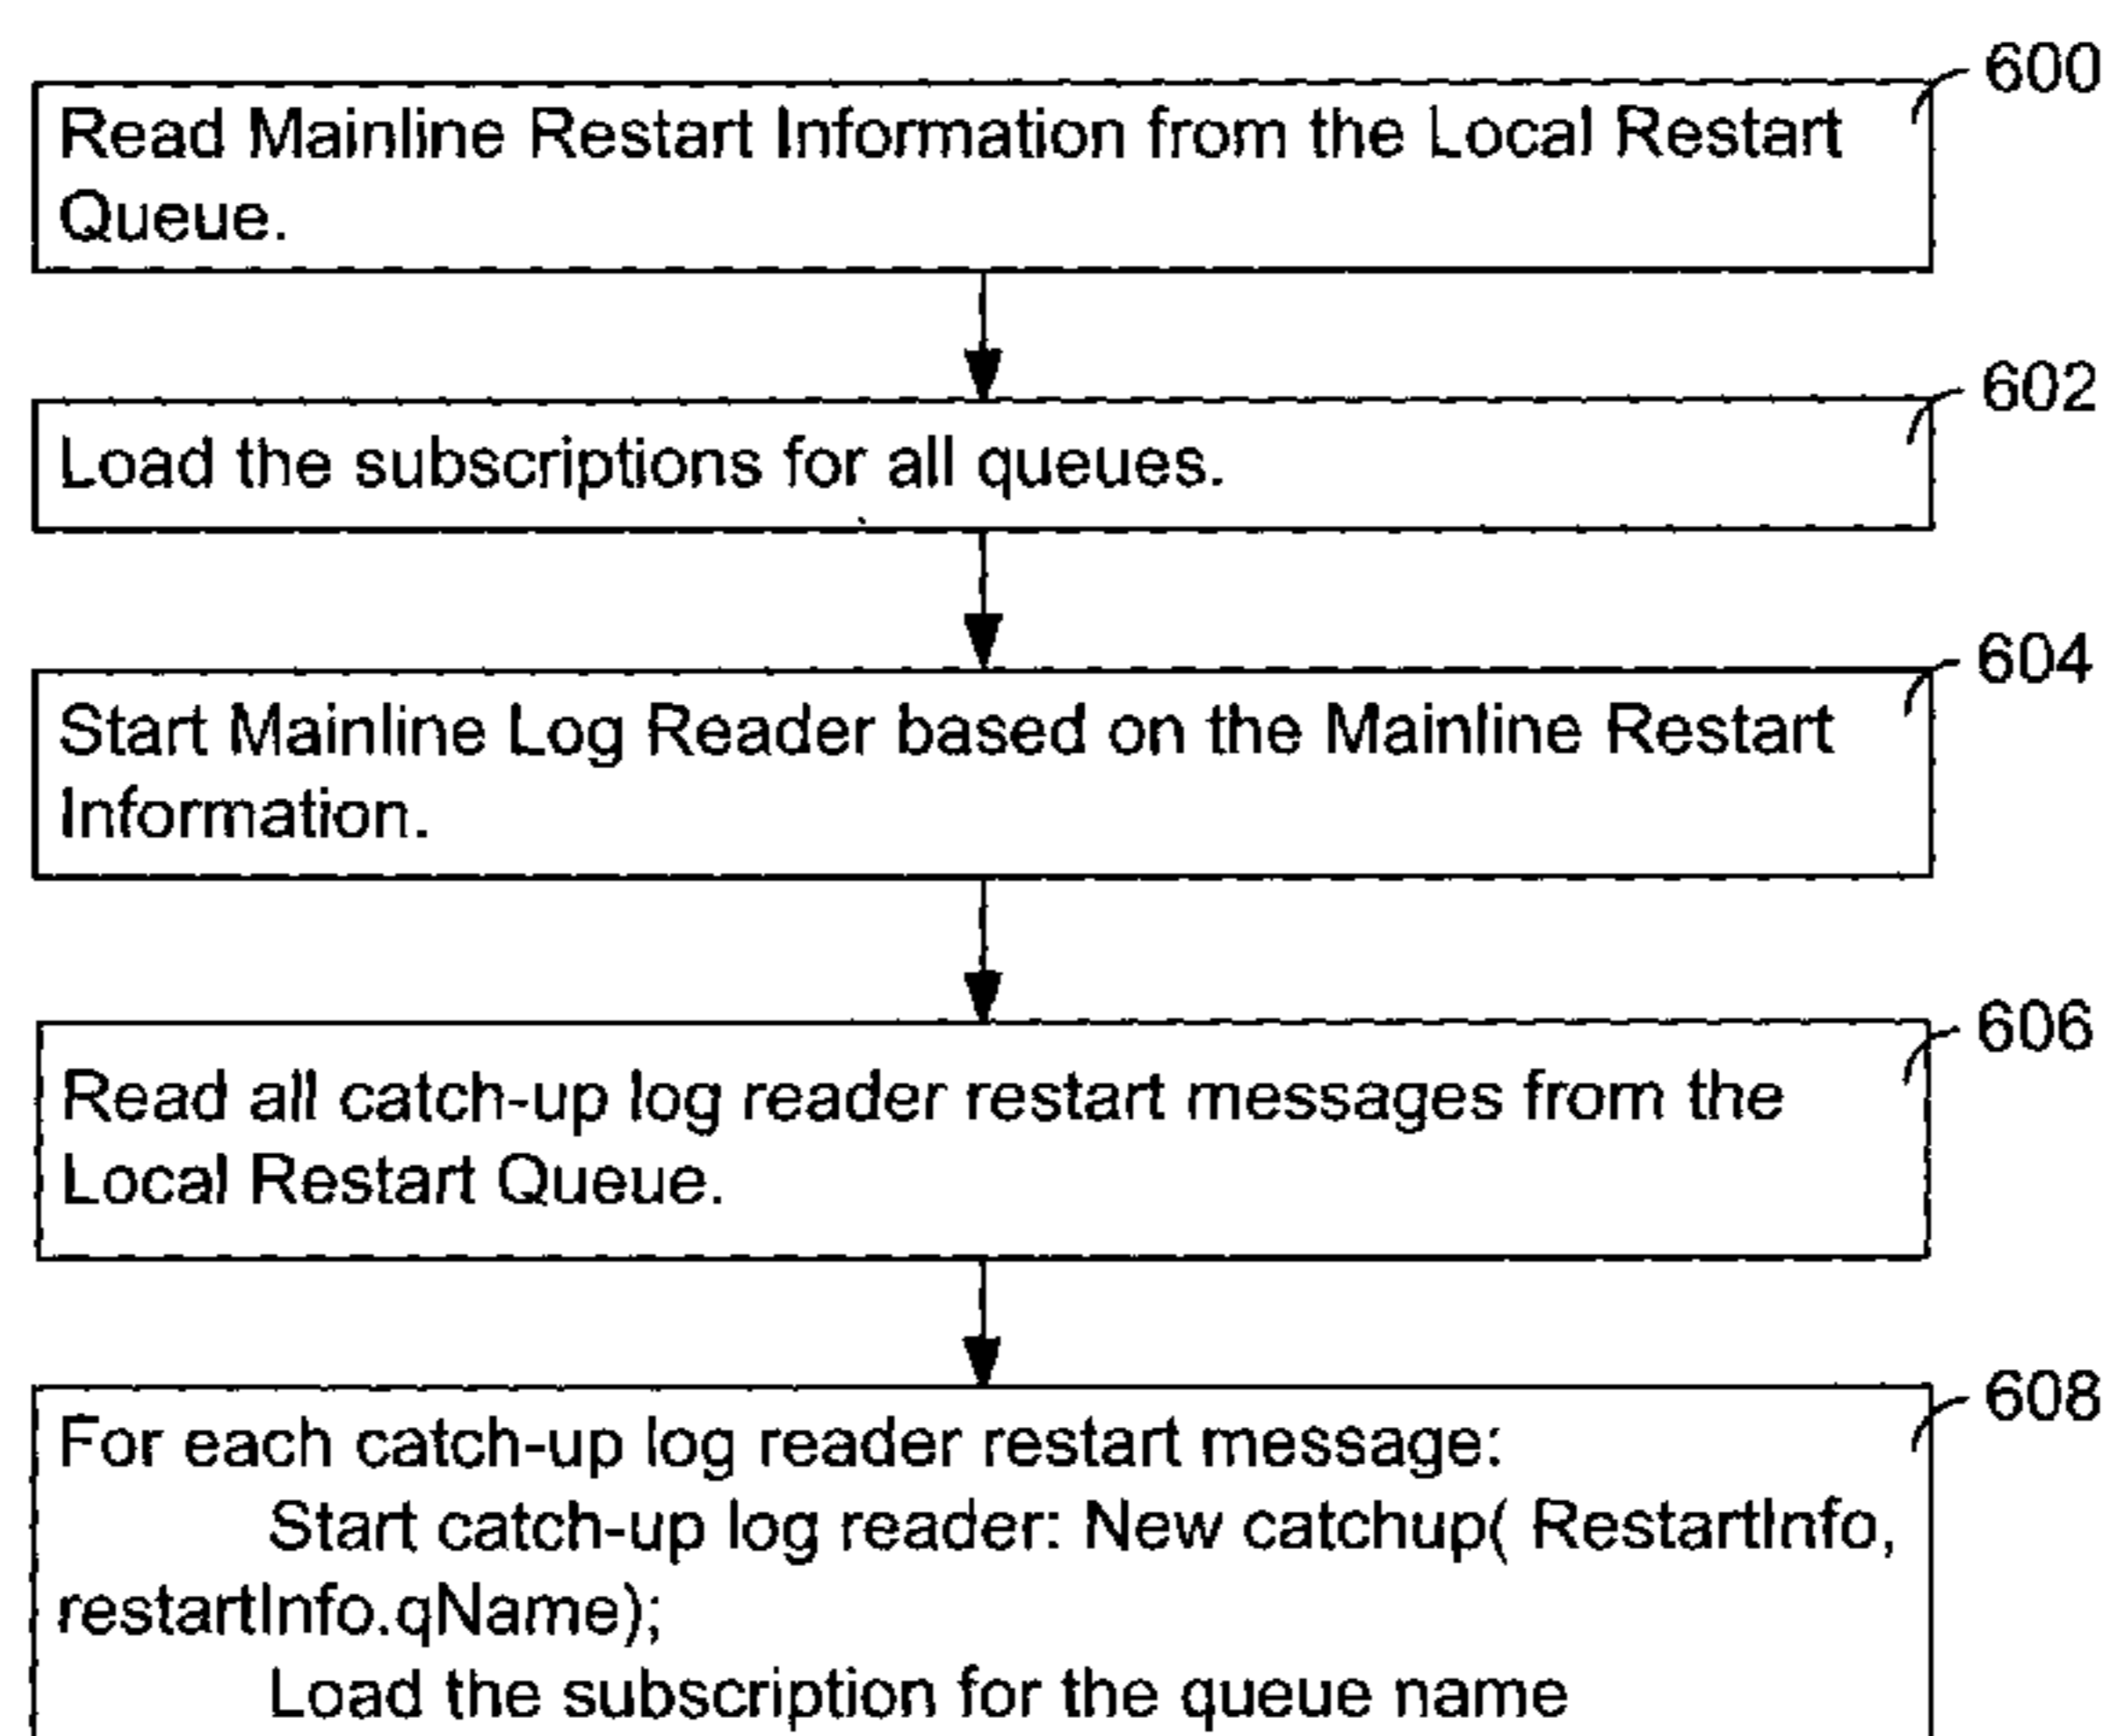 600
Read Mainline Restart Information from the Local Restart
Queue.
602
Load the subscriptions for all queues.
604
Start Mainline Log Reader based on the Mainline Restart
Information.
606
Read all catch-up log reader restart messages from the
Local Restart Queue.
608
For each catch-up log reader restart message:
Start catch-up log reader: New catchup( RestartInfo,
restartInfo.qName);
Load the subscription for the queue name